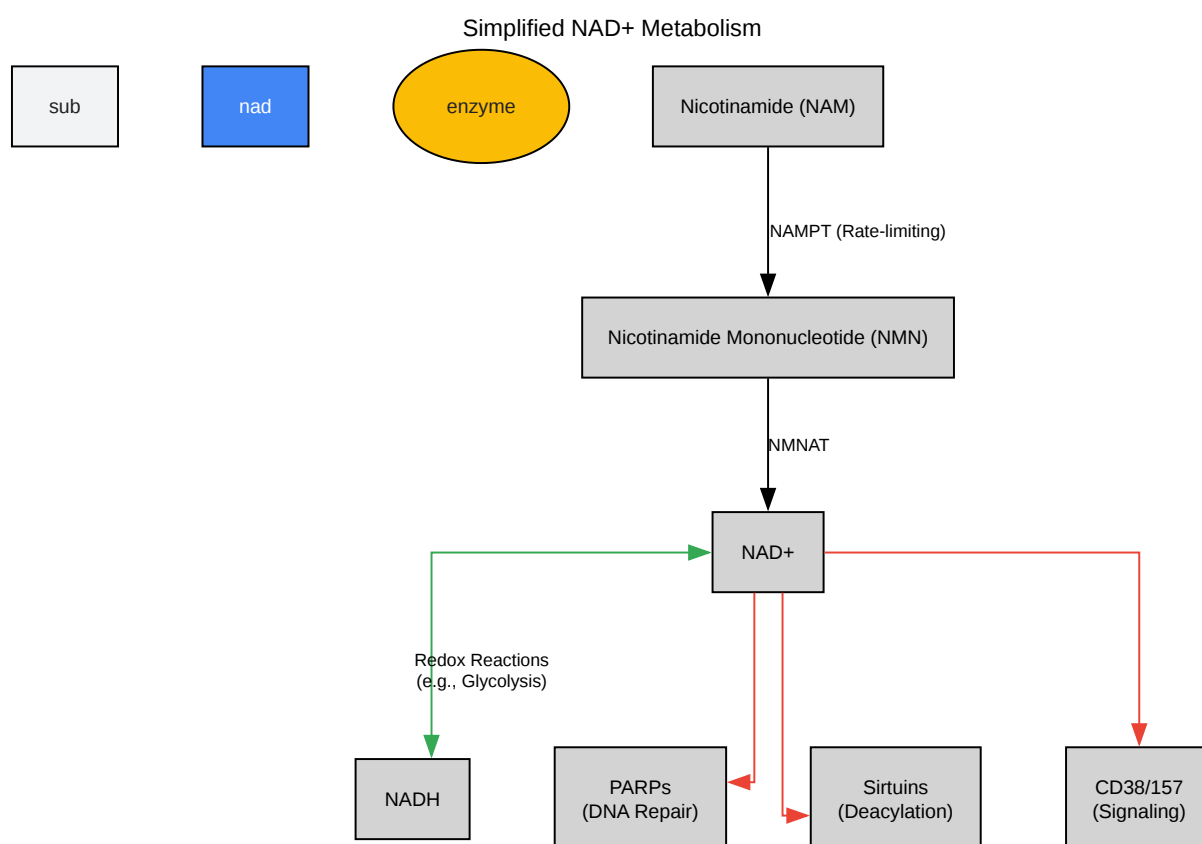 Simplified NAD+ Metabolism
sub
nad
enzyme
Nicotinamide (NAM)
NAMPT (Rate-limiting)
Nicotinamide Mononucleotide (NMN)
NMNAT
NAD+
Redox Reactions
(e.g., Glycolysis)
NADH
PARPs
(DNA Repair)
Sirtuins
(Deacylation)
CD38/157
(Signaling)